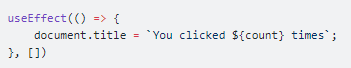 useEffect(() => {
    document.title = `You clicked ${count} times`;
}, [])